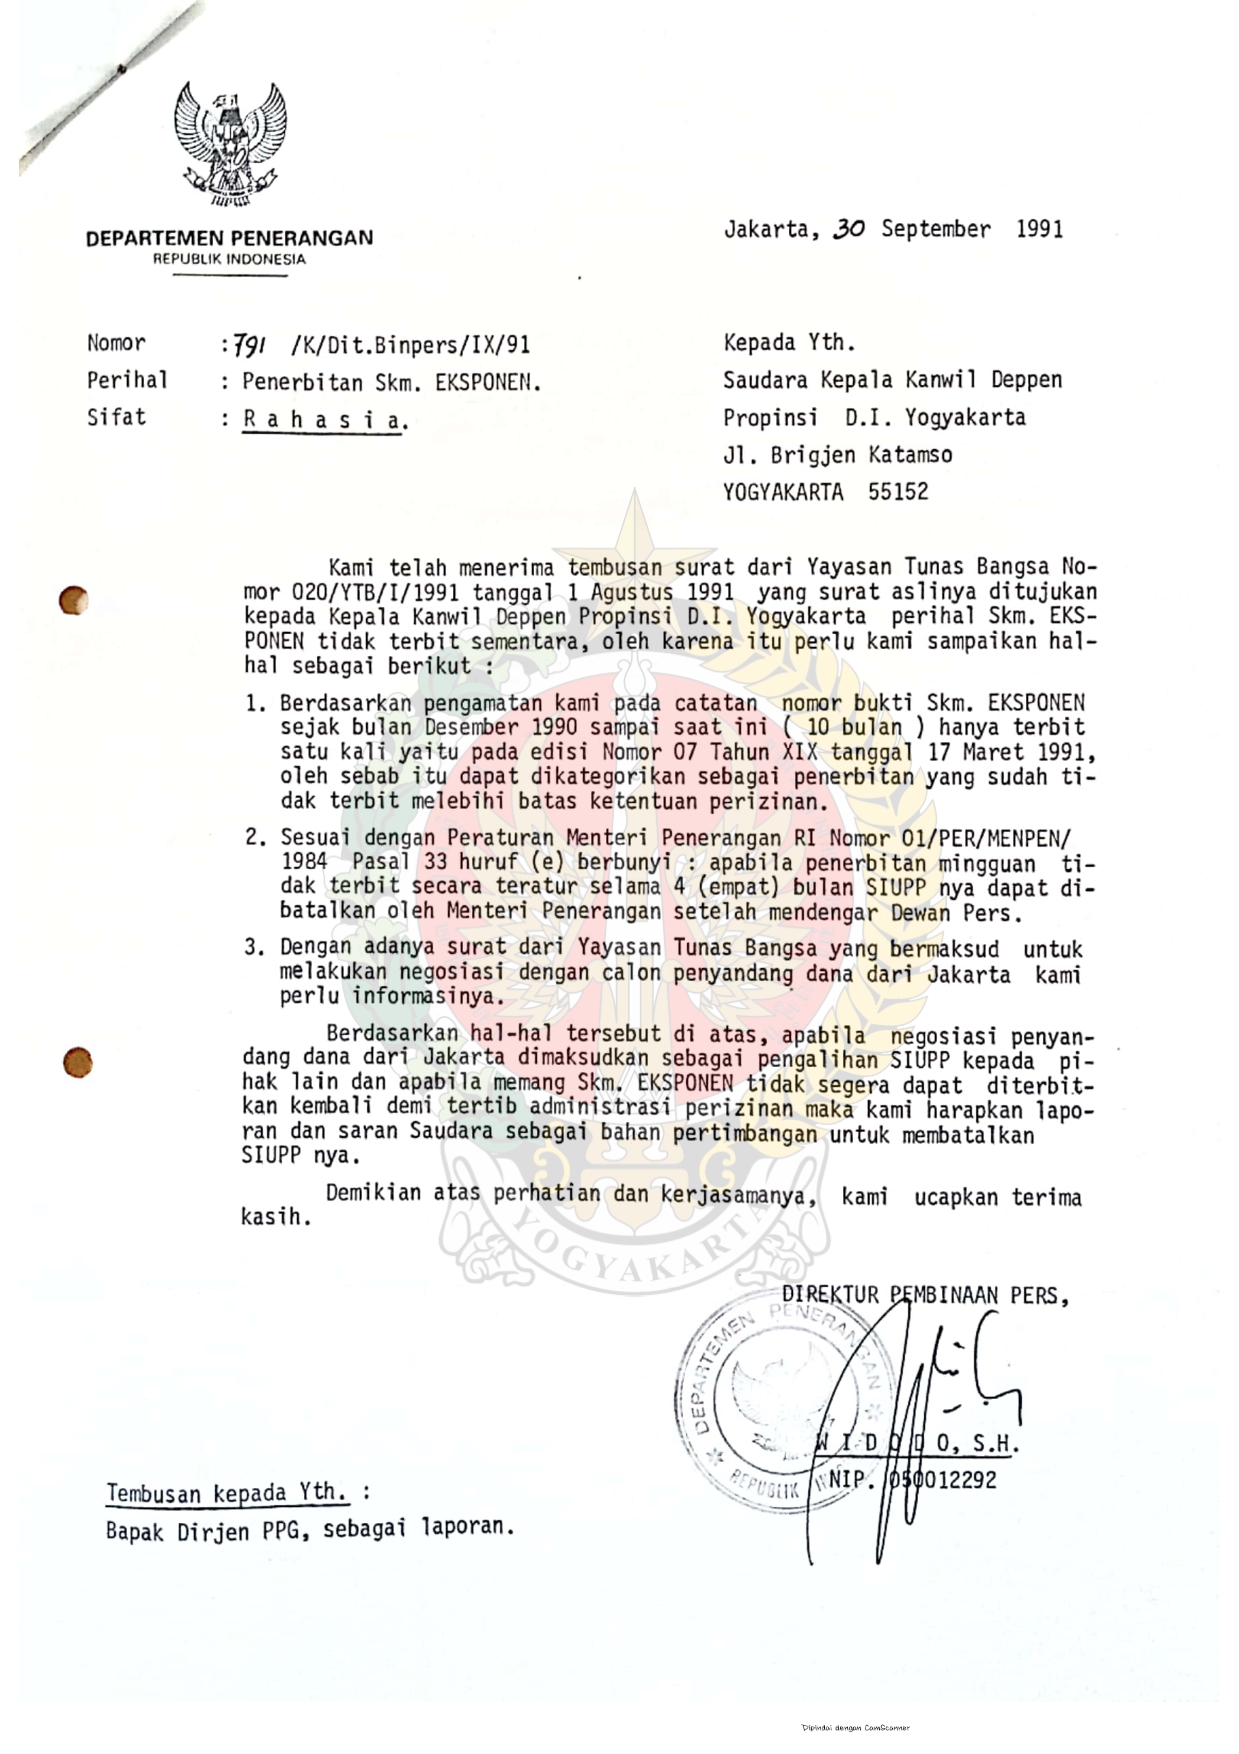 DEPARTEMEN PENERANGAN
REPUBLIK INDONESIA
Jakarta, 30 September 1991
Nomor : 791 /K/Dit.Binpers/IX/91
Perihal : Penerbitan Skm. EKSPONEN.
Sifat : R a h a s i a.
Kepada Yth.
Saudara Kepala Kanwil Deppen
Propinsi D.I. Yogyakarta
Jl. Brigjen Katamso
YOGYAKARTA 55152
Kami telah menerima tembusan surat dari Yayasan Tunas Bangsa No-
mor 020/YTB/I/1991 tanggal 1 Agustus 1991 yang surat aslinya ditujukan
kepada Kepala Kanwil Deppen Propinsi D.I. Yogyakarta perihal Skm. EKS-
PONEN tidak terbit sementara, oleh karena itu perlu kami sampaikan hal-
hal sebagai berikut :
1. Berdasarkan pengamatan kami pada catatan nomor bukti Skm. EKSPONEN
sejak bulan Desember 1990 sampai saat ini ( 10 bulan ) hanya terbit
satu kali yaitu pada edisi Nomor 07 Tahun XIX tanggal 17 Maret 1991,
oleh sebab itu dapat dikategorikan sebagai penerbitan yang sudah ti-
dak terbit melebihi batas ketentuan perizinan.
2. Sesuai dengan Peraturan Menteri Penerangan RI Nomor 01/PER/MENPEN/
1984 Pasal 33 huruf (e) berbunyi : apabila penerbitan mingguan ti-
dak terbit secara teratur selama 4 (empat) bulan SIUPP nya dapat di-
batalkan oleh Menteri Penerangan setelah mendengar Dewan Pers.
3. Dengan adanya surat dari Yayasan Tunas Bangsa yang bermaksud untuk
melakukan negosiasi dengan calon penyandang dana dari Jakarta kami
perlu informasinya.
Berdasarkan hal-hal tersebut di atas, apabila negosiasi penyan-
dang dana dari Jakarta dimaksudkan sebagai pengalihan SIUPP kepada pi-
hak lain dan apabila memang Skm. EKSPONEN tidak segera dapat diterbit-
kan kembali demi tertib administrasi perizinan maka kami harapkan lapo-
ran dan saran Saudara sebagai bahan pertimbangan untuk membatalkan
SIUPP nya.
Demikian atas perhatian dan kerjasamanya, kami ucapkan terima
kasih.
YOGYAKARTA
DIREKTUR PEMBINAAN PERS,
DEPARTEMEN PENERANGAN
REPUBLIK
W I D O D O, S.H.
NIP. 050012292
Tembusan kepada Yth. :
Bapak Dirjen PPG, sebagai laporan.
Dipindai dengan CamScanner